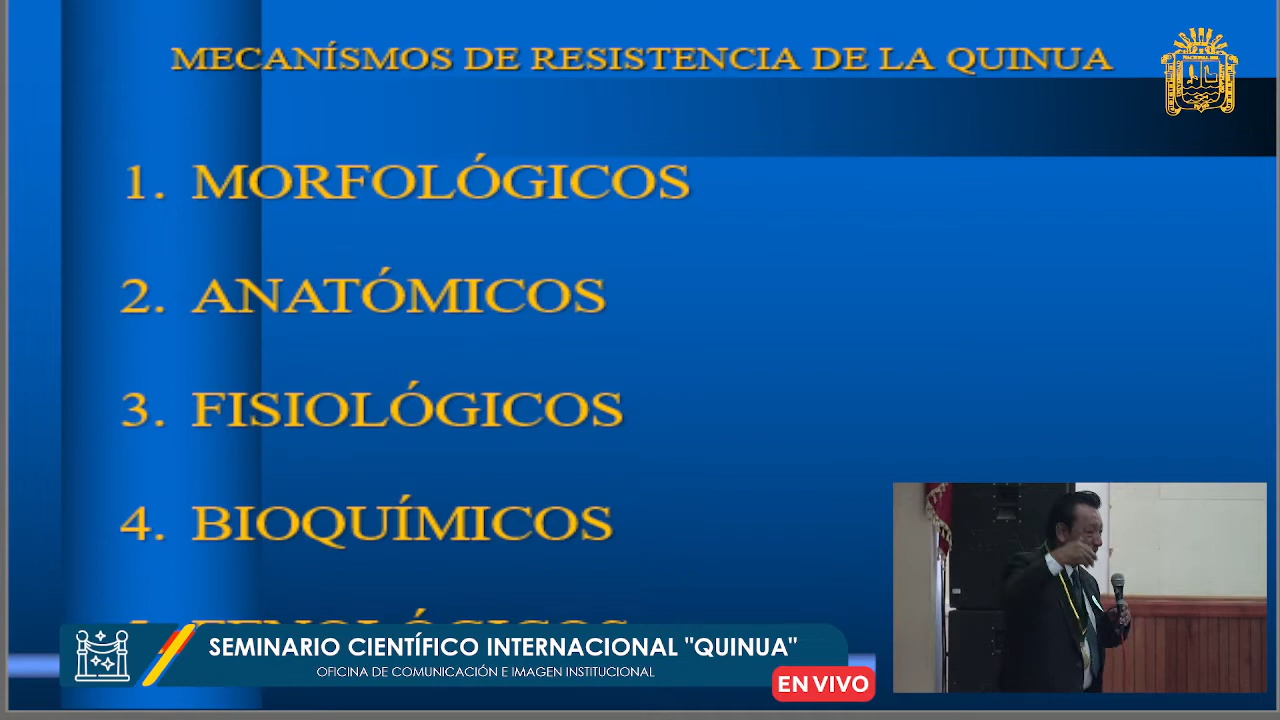 MECANÍSMOS DE RESISTENCIA DE LA QUINUA
1. MORFOLÓGICOS
2. ANATÓMICOS
3. FISIOLÓGICOS
4. BIOQUÍMICOS
SEMINARIO CIENTÍFICO INTERNACIONAL "QUINUA"
OFICINA DE COMUNICACIÓN E IMAGEN INSTITUCIONAL
EN VIVO